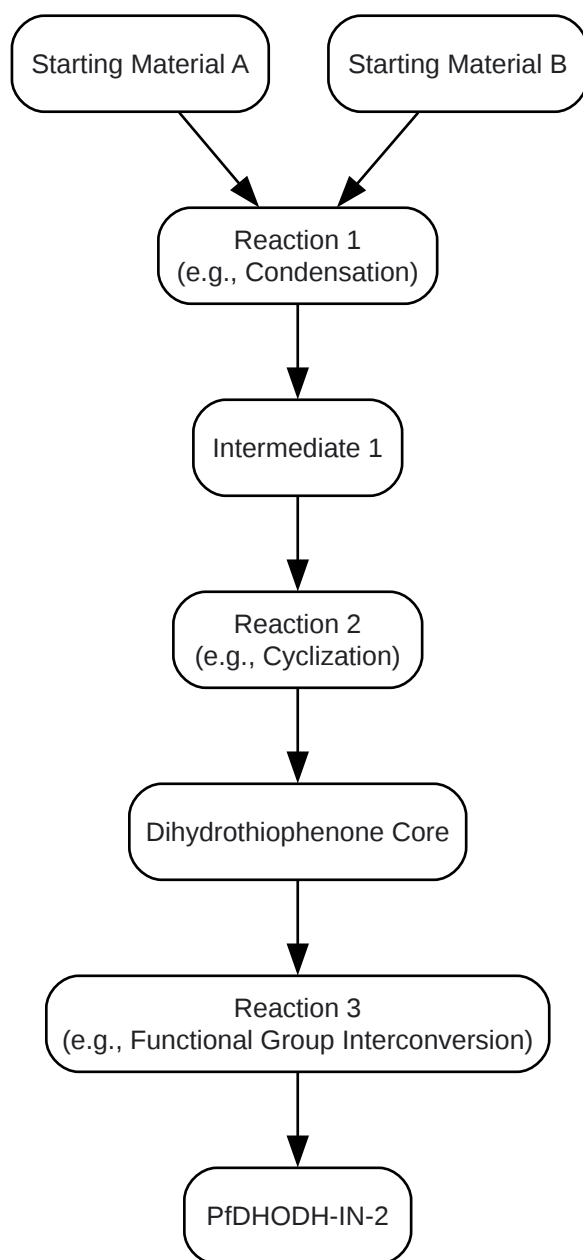 Starting Material A
Starting Material B
Reaction 1
(e.g., Condensation)
Intermediate 1
Reaction 2
(e.g., Cyclization)
Dihydrothiophenone Core
Reaction 3
(e.g., Functional Group Interconversion)
PfDHODH-IN-2